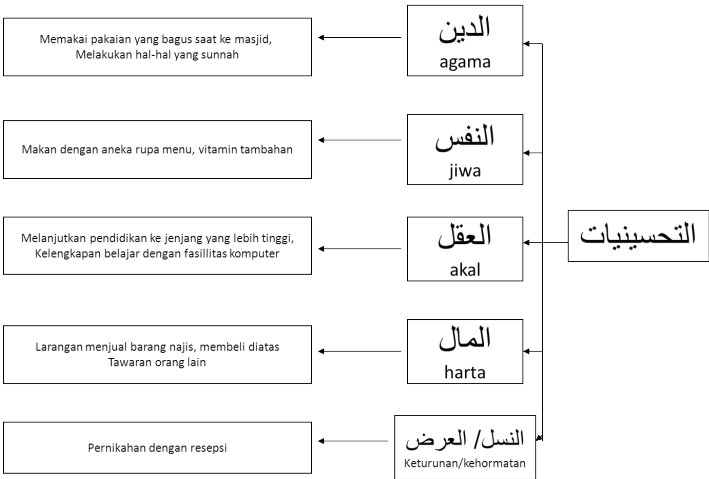 Memakai pakaian yang bagus saat ke masjid,
Melakukan hal-hal yang sunnah
الدين
agama
Makan dengan aneka rupa menu, vitamin tambahan
النفس
jiwa
Melanjutkan pendidikan ke jenjang yang lebih tinggi,
Kelengkapan belajar dengan fasillitas komputer
العقل
akal
التحسينيات
Larangan menjual barang najis, membeli diatas
Tawaran orang lain
المال
harta
Pernikahan dengan resepsi
النسل/ العرض
Keturunan/kehormatan